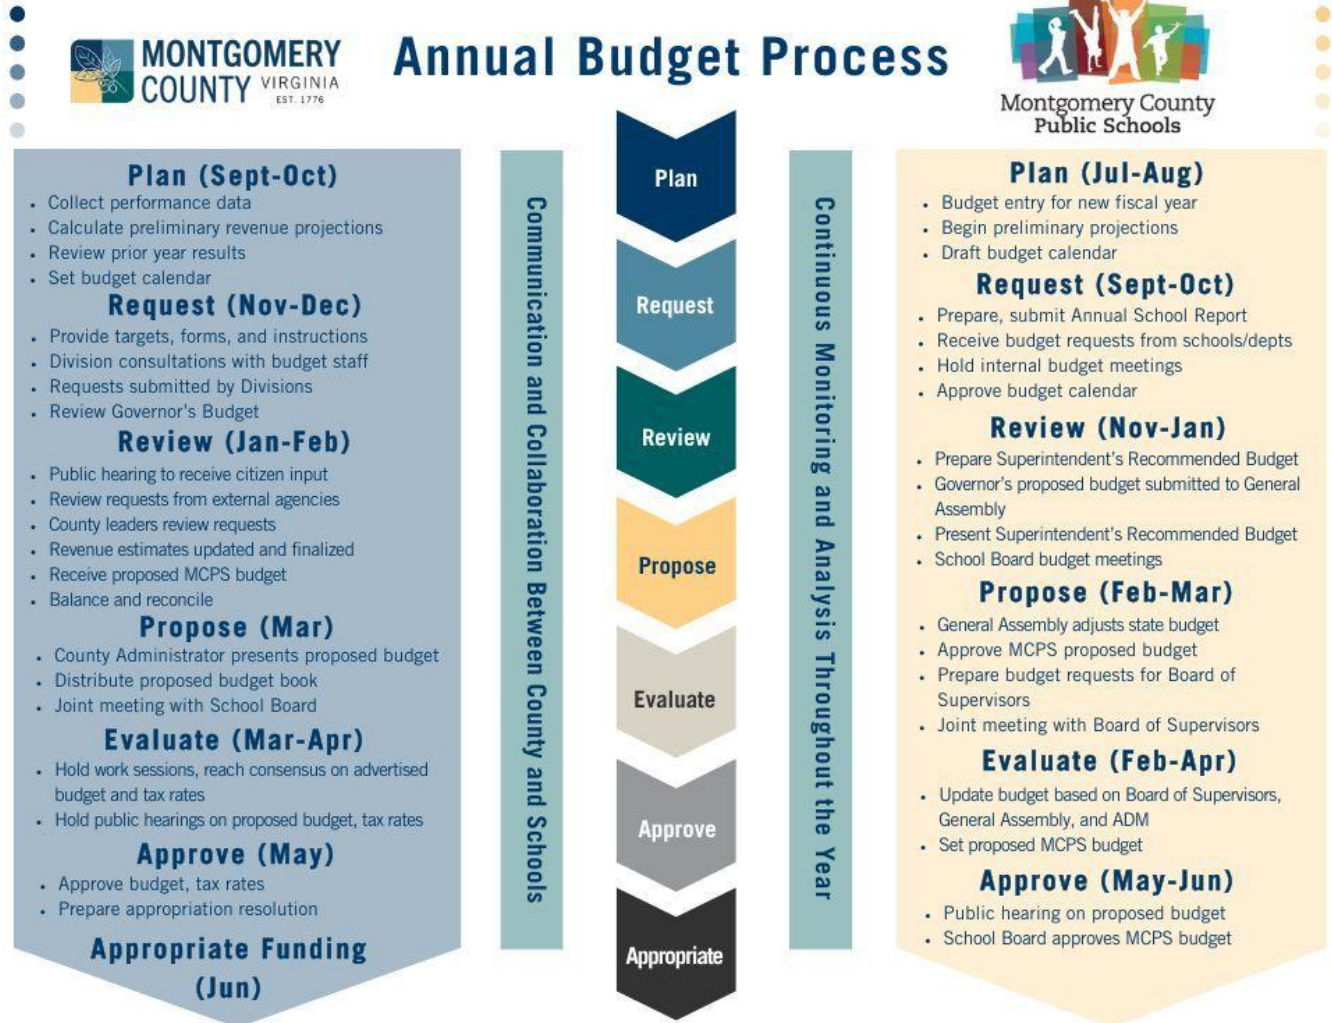 MONTGOMERY
COUNTY VIRGINIA
EST. 1776
Annual Budget Process
Montgomery County
Public Schools
Plan (Sept-Oct)
• Collect performance data
• Calculate preliminary revenue projections
• Review prior year results
• Set budget calendar
Request (Nov-Dec)
• Provide targets, forms, and instructions
• Division consultations with budget staff
• Requests submitted by Divisions
• Review Governor's Budget
Review (Jan-Feb)
• Public hearing to receive citizen input
• Review requests from external agencies
• County leaders review requests
• Revenue estimates updated and finalized
• Receive proposed MCPS budget
• Balance and reconcile
Propose (Mar)
• County Administrator presents proposed budget
• Distribute proposed budget book
• Joint meeting with School Board
Evaluate (Mar-Apr)
• Hold work sessions, reach consensus on advertised
budget and tax rates
• Hold public hearings on proposed budget, tax rates
Approve (May)
• Approve budget, tax rates
• Prepare appropriation resolution
Appropriate Funding
(Jun)
Communication and Collaboration Between County and Schools
Plan
Request
Review
Propose
Evaluate
Approve
Appropriate
Continuous Monitoring and Analysis Throughout the Year
Plan (Jul-Aug)
• Budget entry for new fiscal year
• Begin preliminary projections
• Draft budget calendar
Request (Sept-Oct)
• Prepare, submit Annual School Report
• Receive budget requests from schools/depts
• Hold internal budget meetings
• Approve budget calendar
Review (Nov-Jan)
• Prepare Superintendent's Recommended Budget
• Governor's proposed budget submitted to General
Assembly
• Present Superintendent's Recommended Budget
• School Board budget meetings
Propose (Feb-Mar)
• General Assembly adjusts state budget
• Approve MCPS proposed budget
• Prepare budget requests for Board of
Supervisors
• Joint meeting with Board of Supervisors
Evaluate (Feb-Apr)
• Update budget based on Board of Supervisors,
General Assembly, and ADM
• Set proposed MCPS budget
Approve (May-Jun)
• Public hearing on proposed budget
• School Board approves MCPS budget